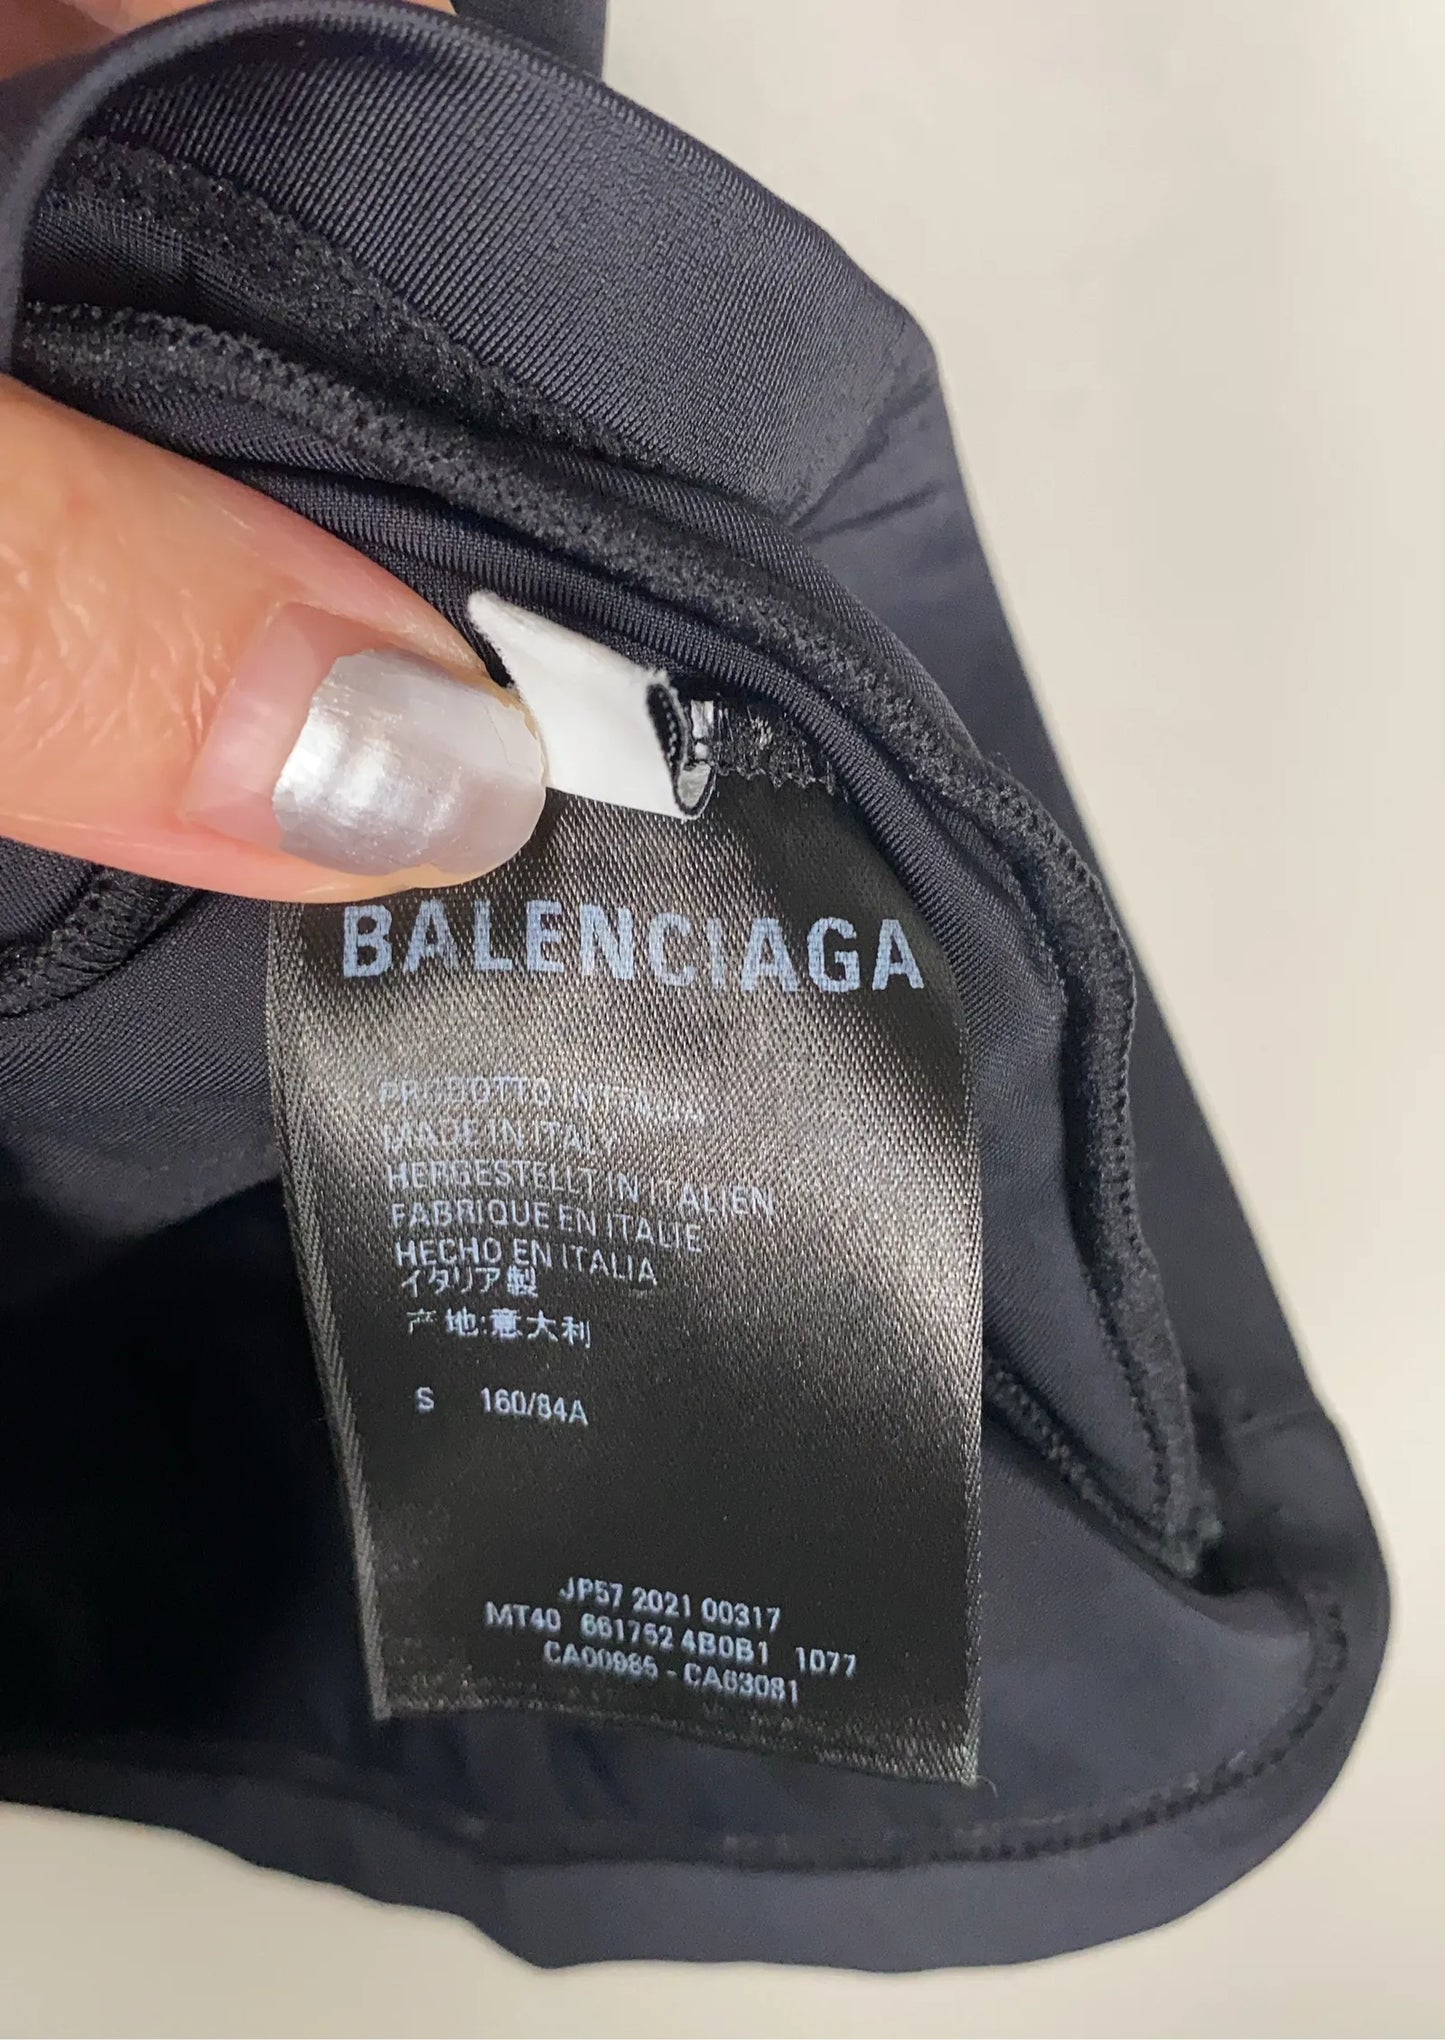 BALENCIAGA
PRODOTTO IN ITALIA
MADE IN ITALY
HERGESTELLT IN ITALIEN
FABRIQUE EN ITALIE
HECHO EN ITALIA
イタリア製
产地:意大利
S 160/84A
JP57 2021 00317
MT40 661752 4B0B1 1077
CA00985 - CA63081